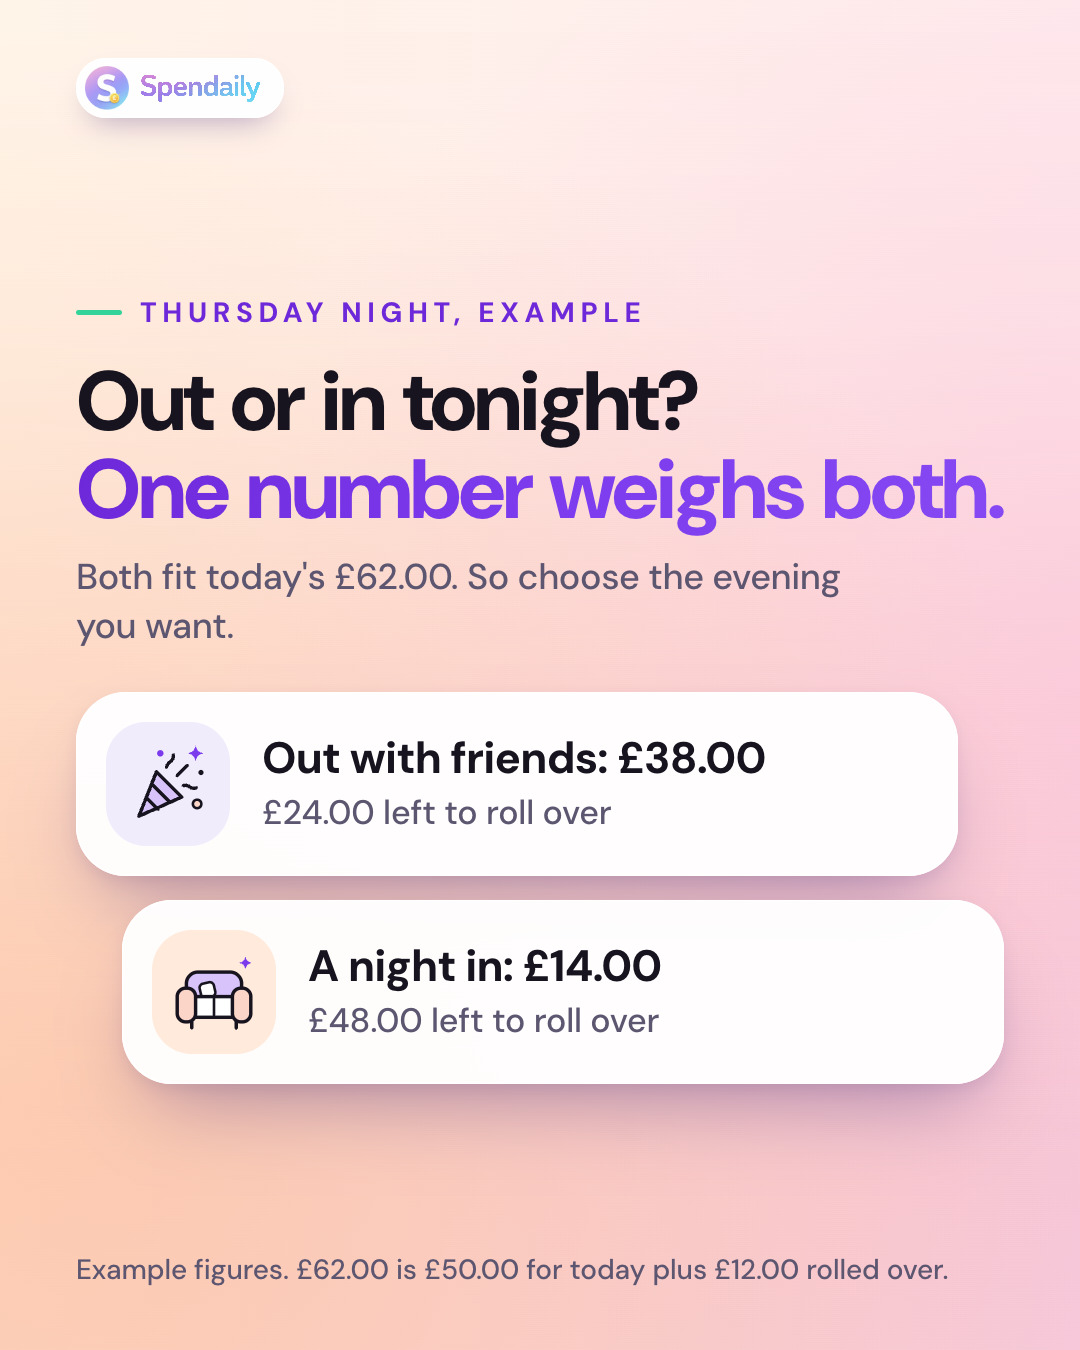 Spendaily
THURSDAY NIGHT, EXAMPLE
Out or in tonight?
One number weighs both.
Both fit today's £62.00. So choose the evening
you want.
Out with friends: £38.00
£24.00 left to roll over
A night in: £14.00
£48.00 left to roll over
Example figures. £62.00 is £50.00 for today plus £12.00 rolled over.